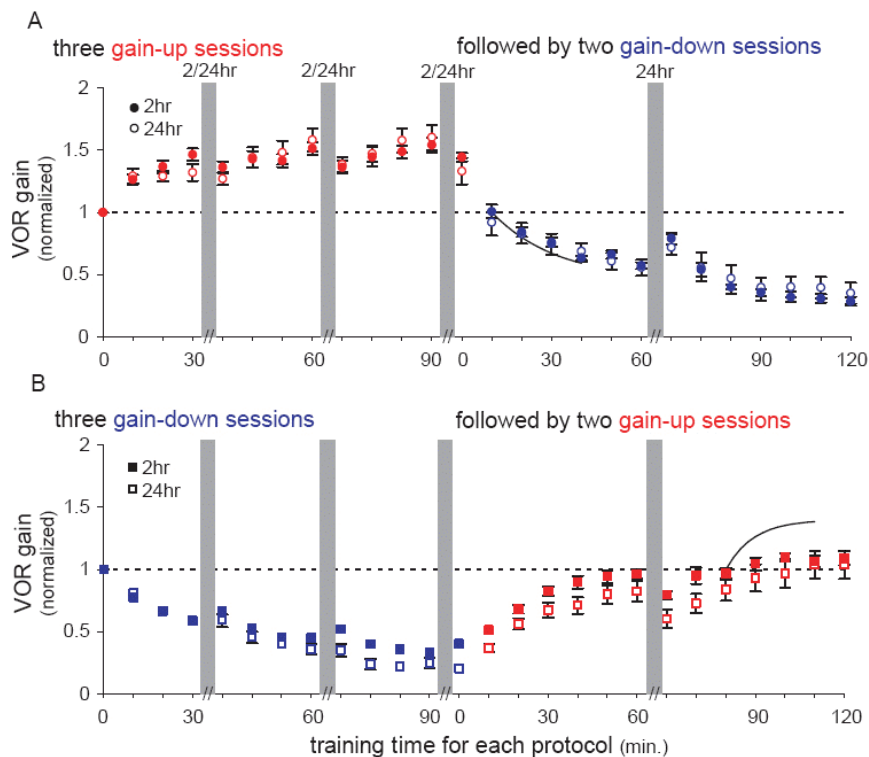 A
three gain-up sessions followed by two gain-down sessions
2/24hr 2/24hr 2/24hr 24hr
2
2hr
24hr
1.5
1
0.5
0
VOR gain
(normalized)
0 30 // 60 // 90 // 0 30 60 // 90 120
B
three gain-down sessions followed by two gain-up sessions
2
2hr
24hr
1.5
1
0.5
0
VOR gain
(normalized)
0 30 // 60 // 90 // 0 30 60 // 90 120
training time for each protocol (min.)